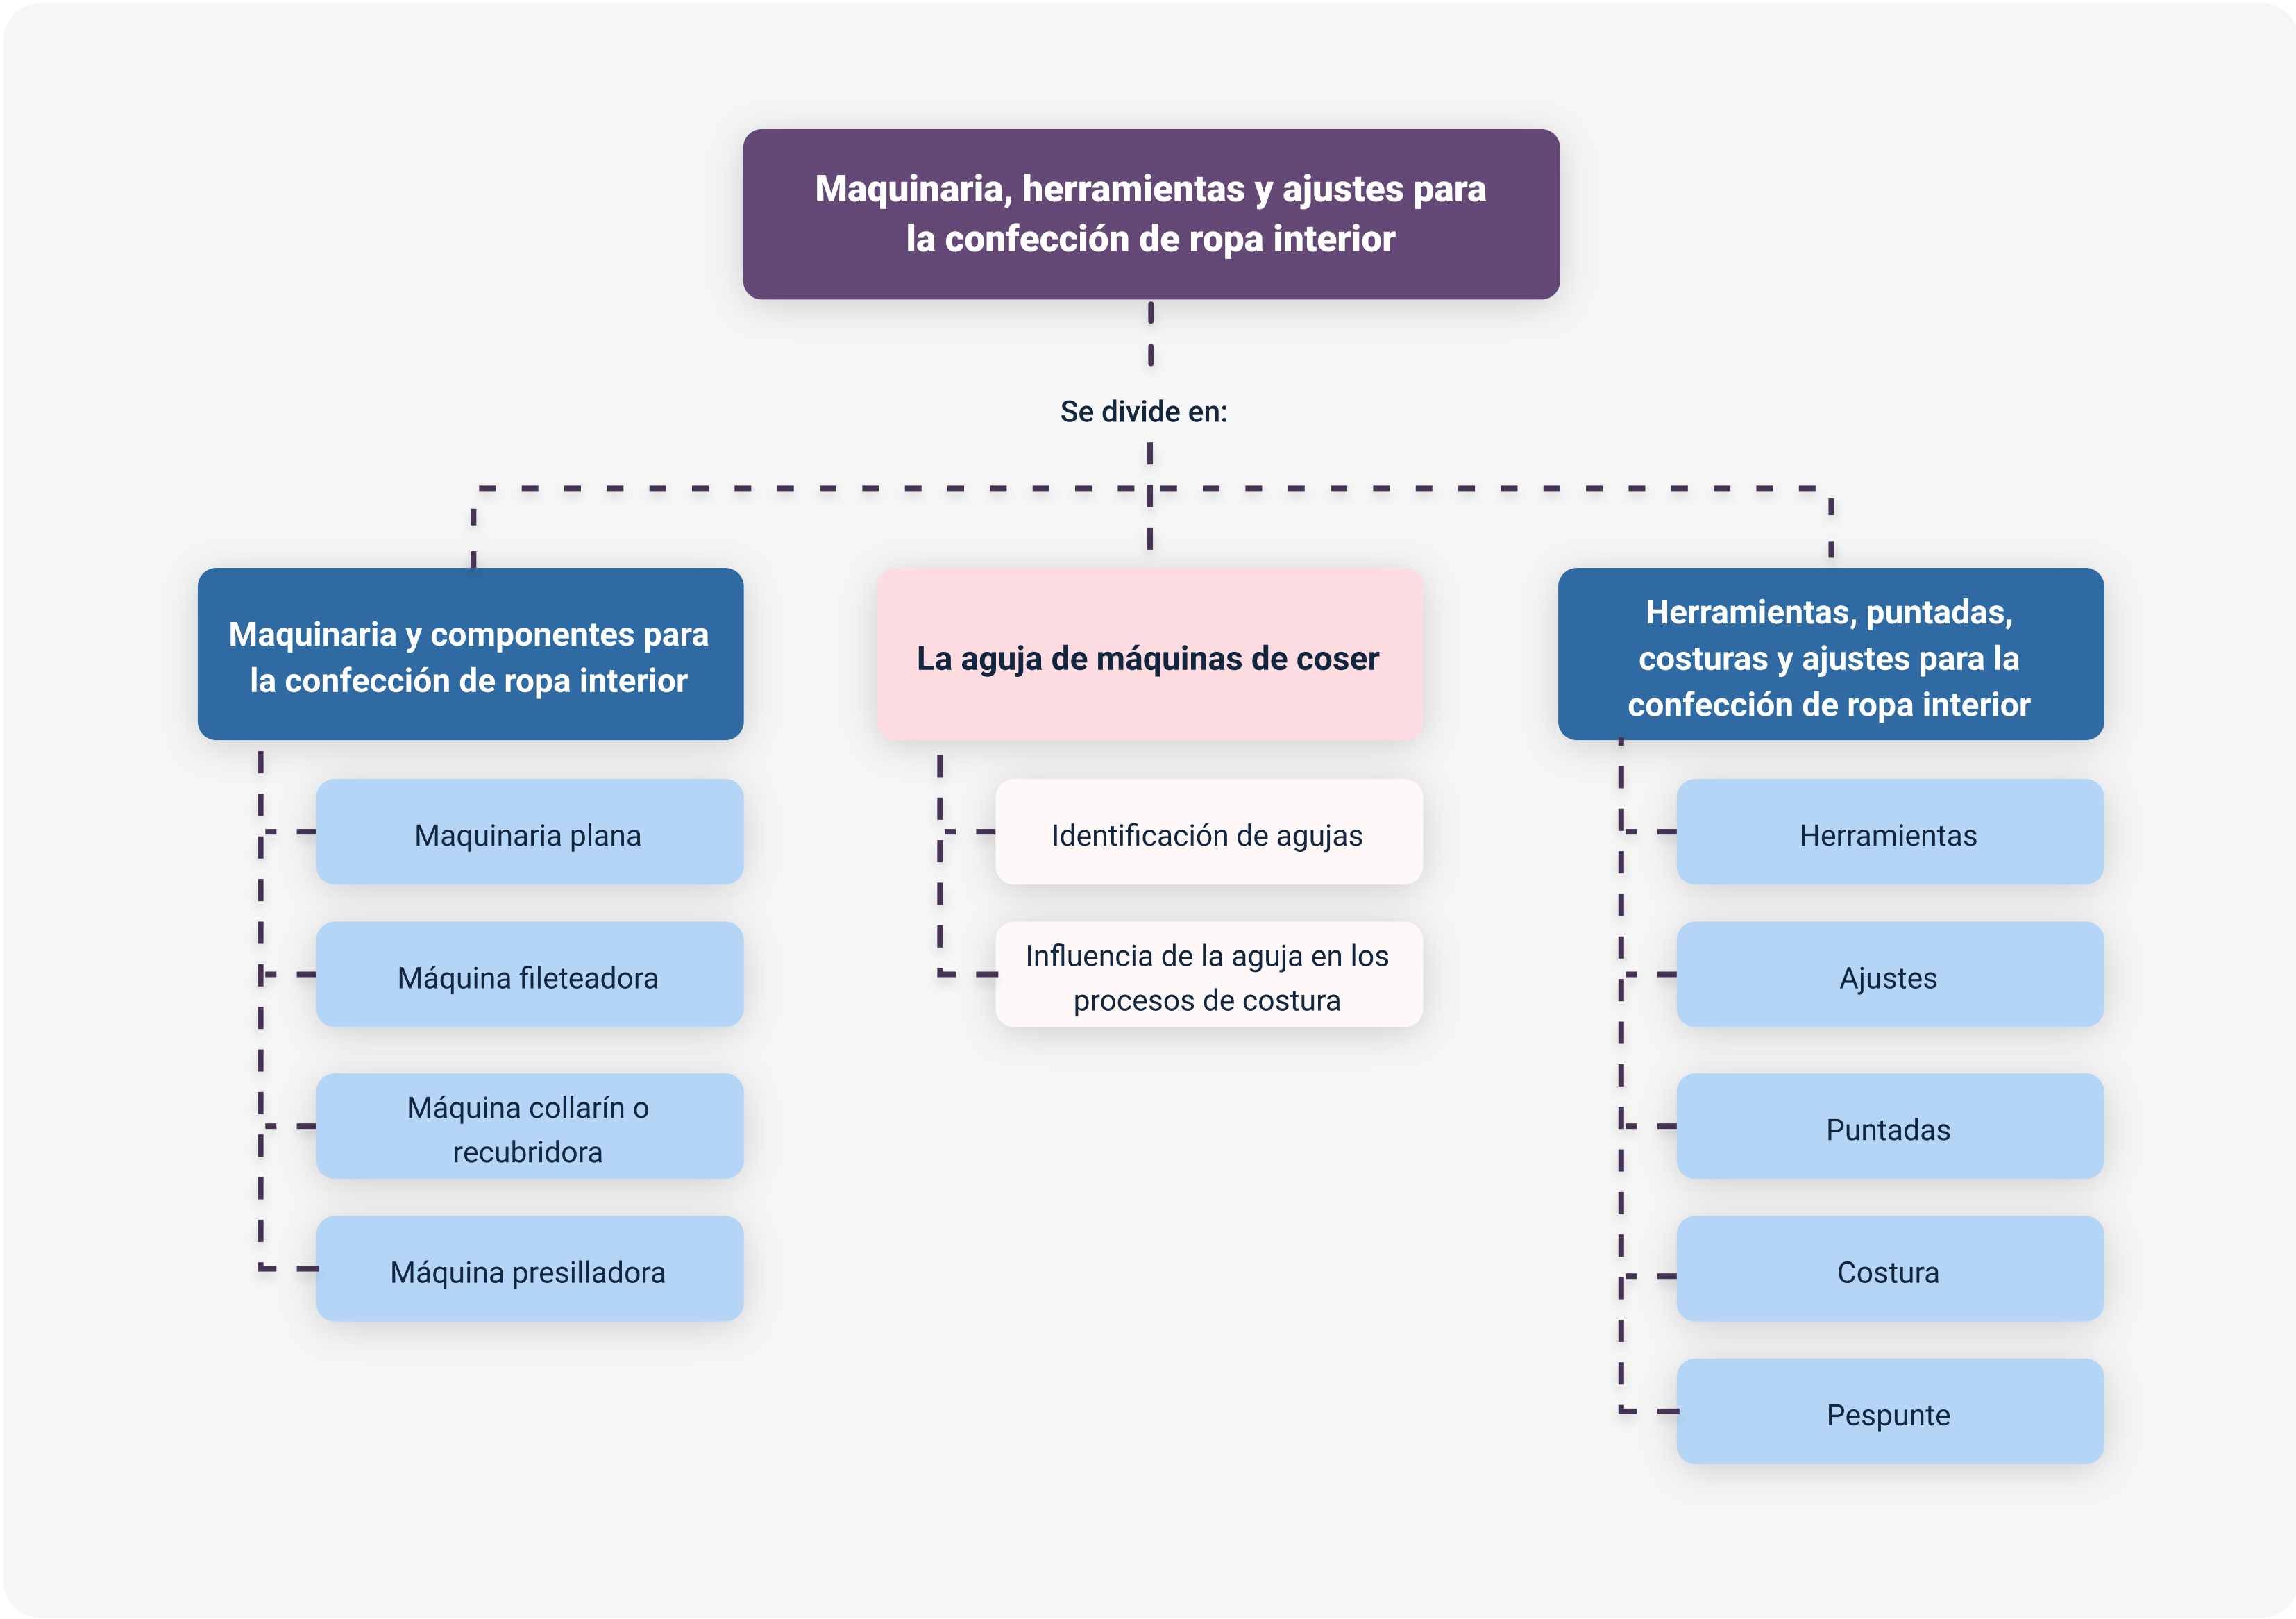 Maquinaria, herramientas y ajustes para
la confección de ropa interior
Se divide en:
Maquinaria y componentes para
la confección de ropa interior
Maquinaria plana
Máquina fileteadora
Máquina collarín o
recubridora
Máquina presilladora
La aguja de máquinas de coser
Identificación de agujas
Influencia de la aguja en los
procesos de costura
Herramientas, puntadas,
costuras y ajustes para la
confección de ropa interior
Herramientas
Ajustes
Puntadas
Costura
Pespunte